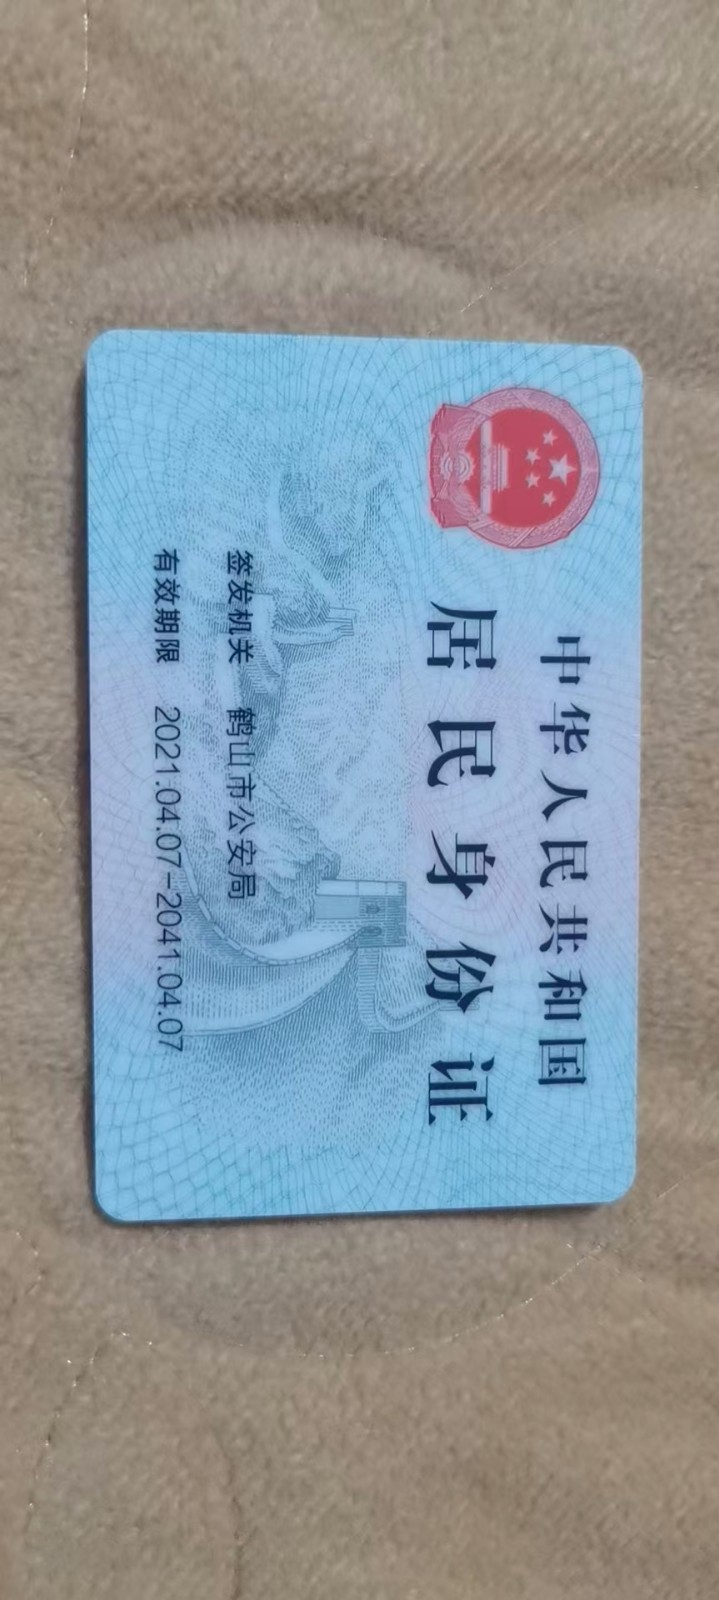 中华人民共和国
居民身份证
签发机关 鹤山市公安局
有效期限 2021.04.07-2041.04.07